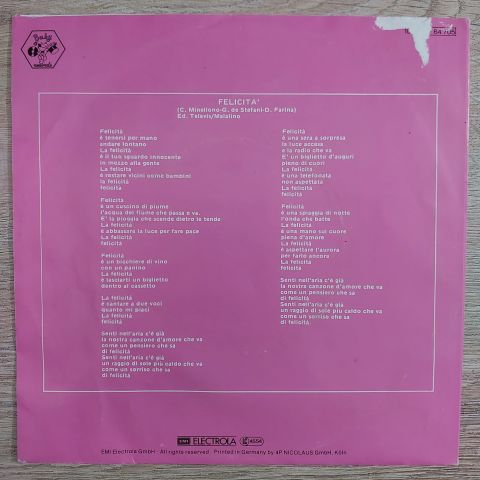 Baby
64 705
FELICITA'
(C. Minellono-G. de Stefani-D. Farina)
Ed. Televis/Malalino
Felicità
è tenersi per mano
andare lontano
La felicità
è il tuo sguardo innocente
in mezzo alla gente
La felicità
è restare vicini come bambini
la felicità
felicità
Felicità
è un cuscino di piume
l'acqua del fiume che passa e va.
E' la pioggia che scende dietro le tende
La felicità
è abbassare la luce per fare pace
La felicità
felicità
Felicità
è un bicchiere di vino
con un panino
La felicità
è lasciarti un biglietto
dentro al cassetto
La felicità
è cantare a due voci
quanto mi piaci
La felicità
felicità
Senti nell'aria c'è già
la nostra canzone d'amore che va
come un pensiero che sa
di felicità
Senti nell'aria c'è già
un raggio di sole più caldo che va
come un sorriso che sa
di felicità
Felicità
è una sera a sorpresa
la luce accesa
e la radio che va
E' un biglietto d'auguri
pieno di cuori
La felicità
è una telefonata
non aspettata
La felicità
felicità
Felicità
è una spiaggia di notte
l'onda che batte
La felicità
è una mano sul cuore
piena d'amore
La felicità
è aspettare l'aurora
per farlo ancora
La felicità
felicità
Senti nell'aria c'è già
la nostra canzone d'amore che va
come un pensiero che sa
di felicità
Senti nell'aria c'è già
un raggio di sole più caldo che va
come un sorriso che sa
di felicità.
EMI ELECTROLA LC 4554
EMI Electrola GmbH · All rights reserved · Printed in Germany by 4P NICOLAUS GmbH, Köln